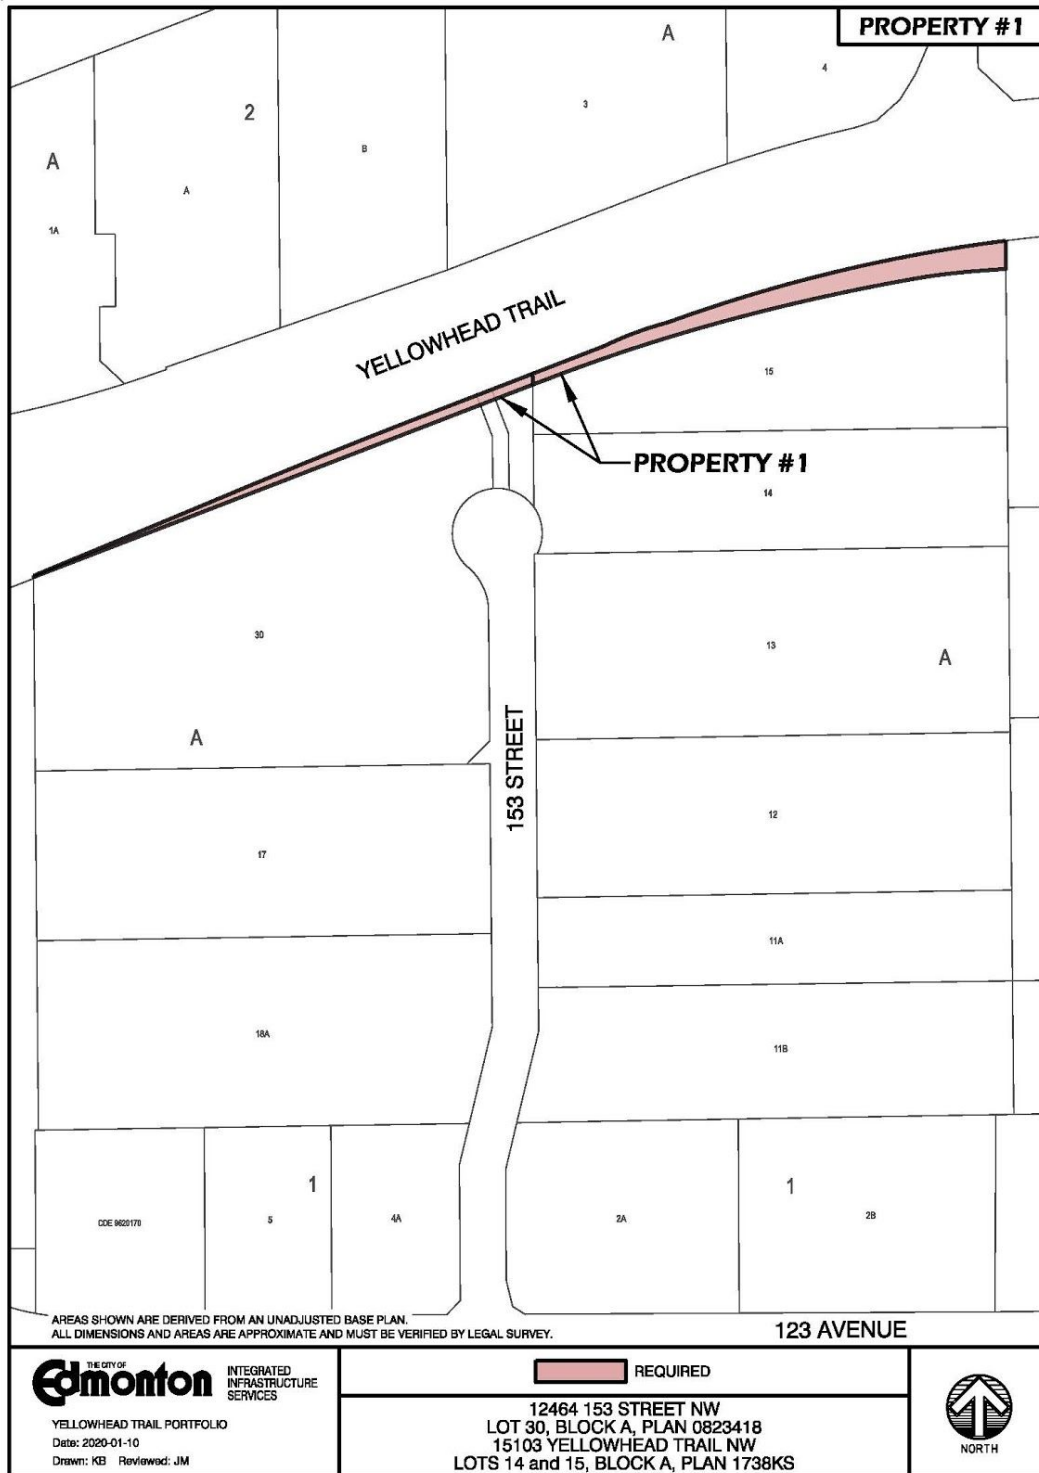 PROPERTY #1
A
4
2
3
A
B
A
1A
YELLOWHEAD TRAIL
15
PROPERTY #1
14
30
13
A
A
153 STREET
12
17
11A
18A
11B
1
1
CDE 9620170
5
4A
2A
2B
AREAS SHOWN ARE DERIVED FROM AN UNADJUSTED BASE PLAN.
ALL DIMENSIONS AND AREAS ARE APPROXIMATE AND MUST BE VERIFIED BY LEGAL SURVEY.
123 AVENUE
THE CITY OF
Edmonton
INTEGRATED
INFRASTRUCTURE
SERVICES
YELLOWHEAD TRAIL PORTFOLIO
Date: 2020-01-10
Drawn: KB Reviewed: JM
REQUIRED
12464 153 STREET NW
LOT 30, BLOCK A, PLAN 0823418
15103 YELLOWHEAD TRAIL NW
LOTS 14 and 15, BLOCK A, PLAN 1738KS
NORTH